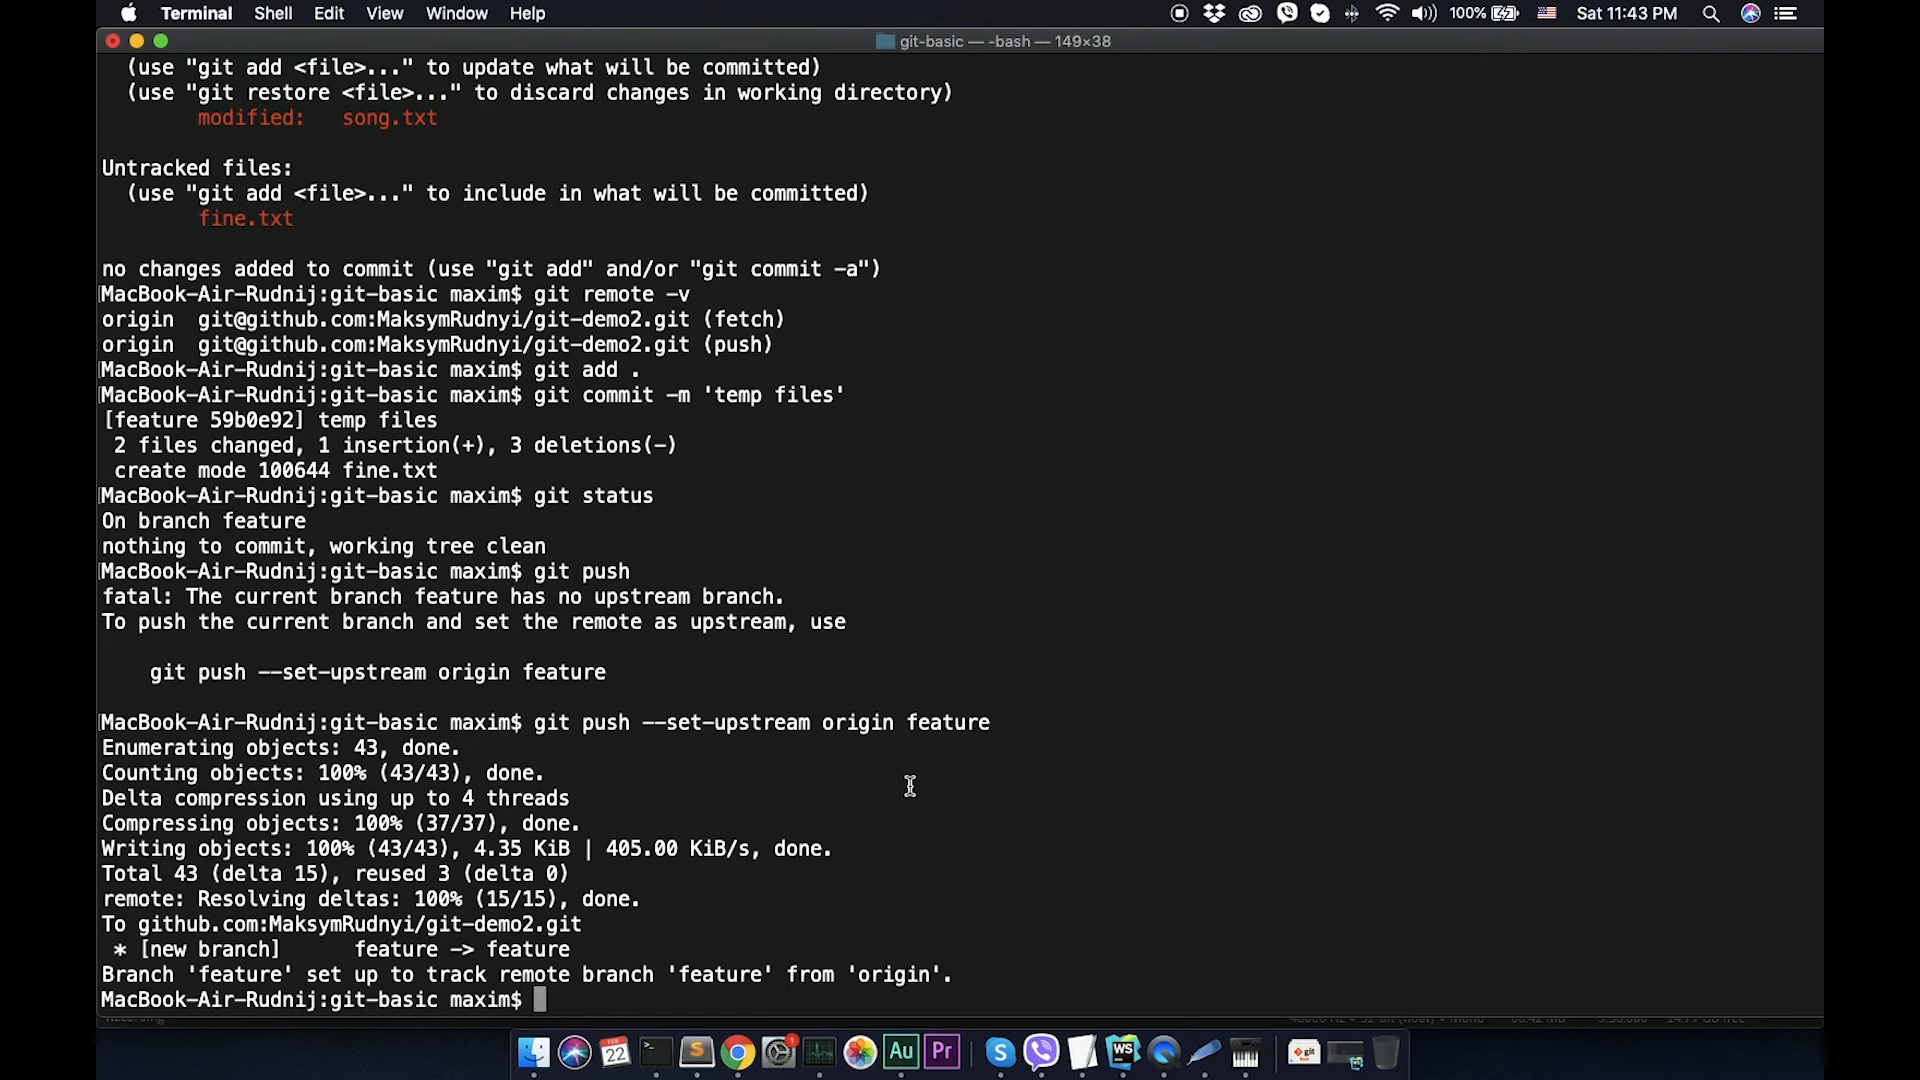 Terminal Shell Edit View Window Help 100% Sat 11:43 PM
git-basic — -bash — 149×38
(use "git add <file>..." to update what will be committed)
(use "git restore <file>..." to discard changes in working directory)
modified: song.txt
Untracked files:
(use "git add <file>..." to include in what will be committed)
fine.txt
no changes added to commit (use "git add" and/or "git commit -a")
MacBook-Air-Rudnij:git-basic maxim$ git remote -v
origin git@github.com:MaksymRudnyi/git-demo2.git (fetch)
origin git@github.com:MaksymRudnyi/git-demo2.git (push)
MacBook-Air-Rudnij:git-basic maxim$ git add .
MacBook-Air-Rudnij:git-basic maxim$ git commit -m 'temp files'
[feature 59b0e92] temp files
2 files changed, 1 insertion(+), 3 deletions(-)
create mode 100644 fine.txt
MacBook-Air-Rudnij:git-basic maxim$ git status
On branch feature
nothing to commit, working tree clean
MacBook-Air-Rudnij:git-basic maxim$ git push
fatal: The current branch feature has no upstream branch.
To push the current branch and set the remote as upstream, use
git push --set-upstream origin feature
MacBook-Air-Rudnij:git-basic maxim$ git push --set-upstream origin feature
Enumerating objects: 43, done.
Counting objects: 100% (43/43), done.
Delta compression using up to 4 threads
Compressing objects: 100% (37/37), done.
Writing objects: 100% (43/43), 4.35 KiB | 405.00 KiB/s, done.
Total 43 (delta 15), reused 3 (delta 0)
remote: Resolving deltas: 100% (15/15), done.
To github.com:MaksymRudnyi/git-demo2.git
* [new branch] feature -> feature
Branch 'feature' set up to track remote branch 'feature' from 'origin'.
MacBook-Air-Rudnij:git-basic maxim$
FEB
22 1 Au Pr WS git